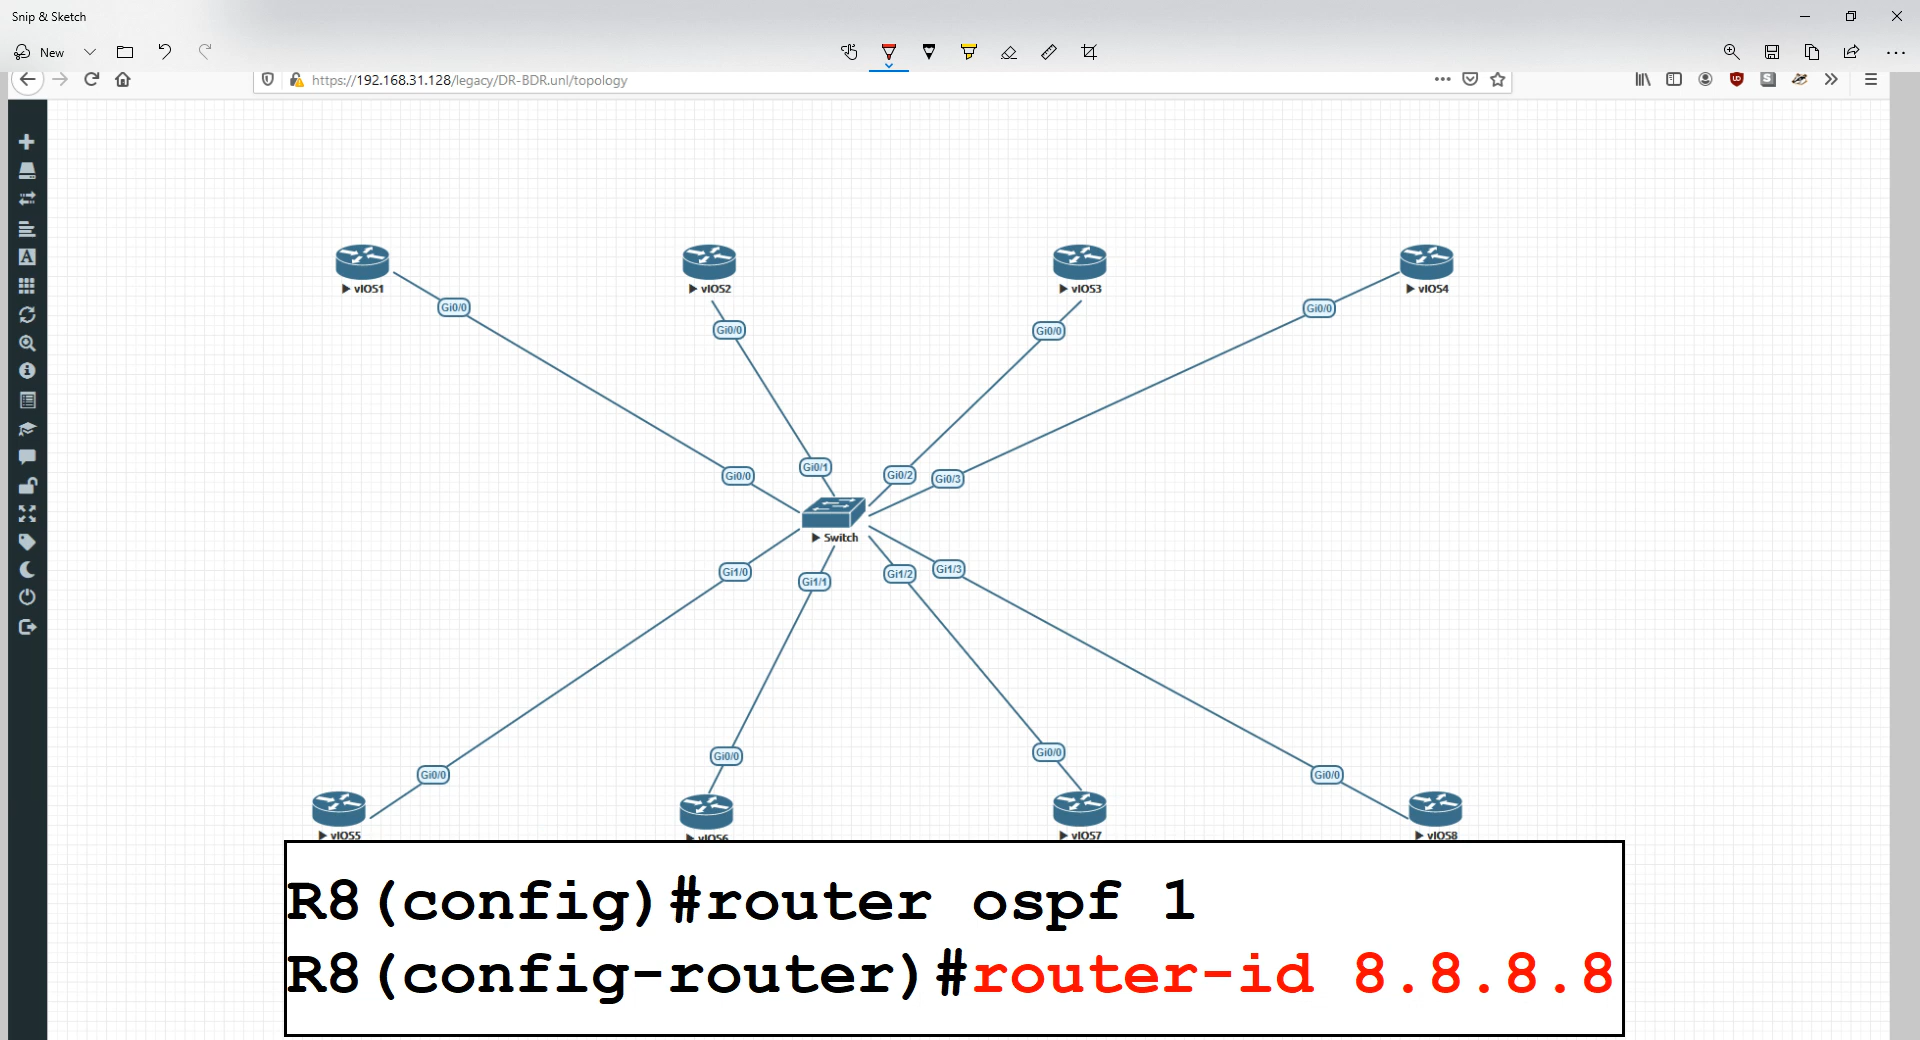 Snip & Sketch
New
https://192.168.31.128/legacy/DR-BDR.unl/topology
vIOS1
vIOS2
vIOS3
vIOS4
Gi0/0
Gi0/0
Gi0/0
Gi0/0
Gi0/0
Gi0/1
Gi0/2
Gi0/3
Switch
Gi1/0
Gi1/1
Gi1/2
Gi1/3
Gi0/0
Gi0/0
Gi0/0
Gi0/0
vIOS5
vIOS6
vIOS7
vIOS8
R8(config)#router ospf 1
R8(config-router)#router-id 8.8.8.8